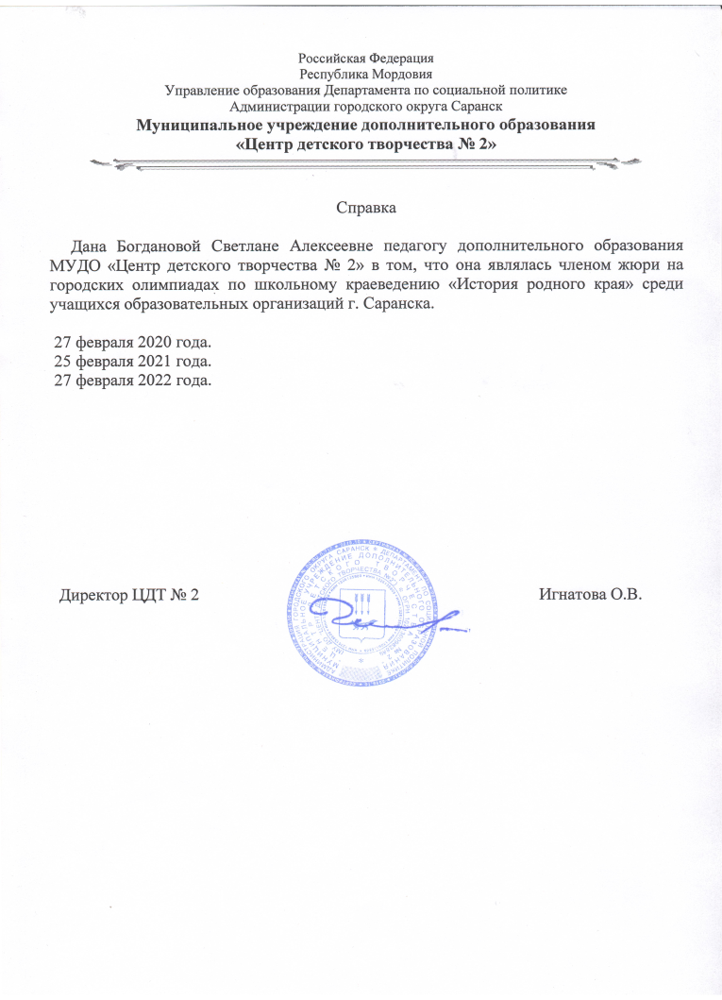 Российская Федерация
Республика Мордовия
Управление образования Департамента по социальной политике
Администрации городского округа Саранск
Муниципальное учреждение дополнительного образования
«Центр детского творчества № 2»
Справка
Дана Богдановой Светлане Алексеевне педагогу дополнительного образования
МУДО «Центр детского творчества № 2» в том, что она являлась членом жюри на
городских олимпиадах по школьному краеведению «История родного края» среди
учащихся образовательных организаций г. Саранска.
27 февраля 2020 года.
25 февраля 2021 года.
27 февраля 2022 года.
Директор ЦДТ № 2
Игнатова О.В.